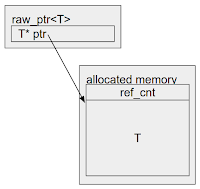 raw_ptr<T>
T* ptr
allocated memory
ref_cnt
T